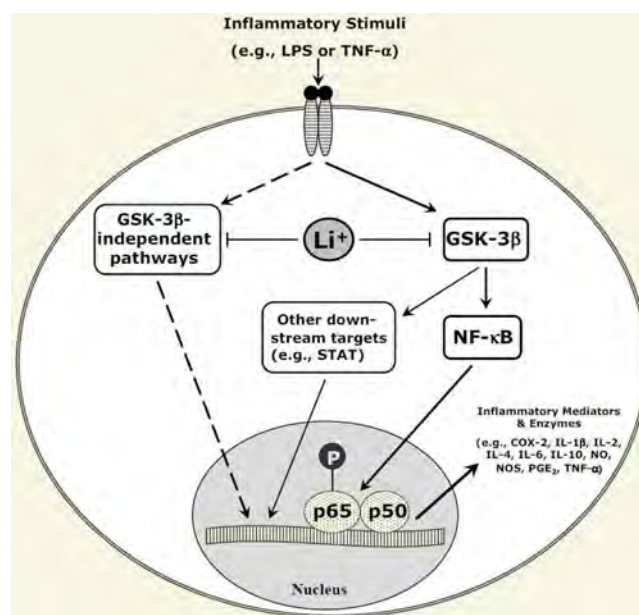 Inflammatory Stimuli
(e.g., LPS or TNF-α)
GSK-3β-
independent
pathways
Li⁺
GSK-3β
Other down-
stream targets
(e.g., STAT)
NF-κB
Inflammatory Mediators
& Enzymes
(e.g., COX-2, IL-1β, IL-2,
IL-4, IL-6, IL-10, NO,
NOS, PGE₂, TNF-α)
P
p65 p50
Nucleus